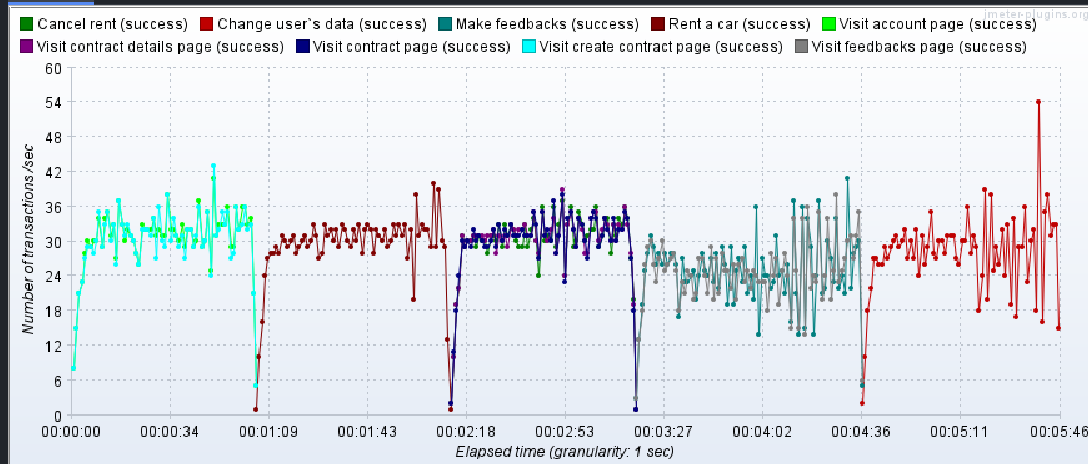 jmeter-plugins.org
Cancel rent (success) Change user`s data (success) Make feedbacks (success) Rent a car (success) Visit account page (success)
Visit contract details page (success) Visit contract page (success) Visit create contract page (success) Visit feedbacks page (success)
60
54
48
42
36
30
24
18
12
6
0
Number of transactions /sec
00:00:00 00:00:34 00:01:09 00:01:43 00:02:18 00:02:53 00:03:27 00:04:02 00:04:36 00:05:11 00:05:46
Elapsed time (granularity: 1 sec)